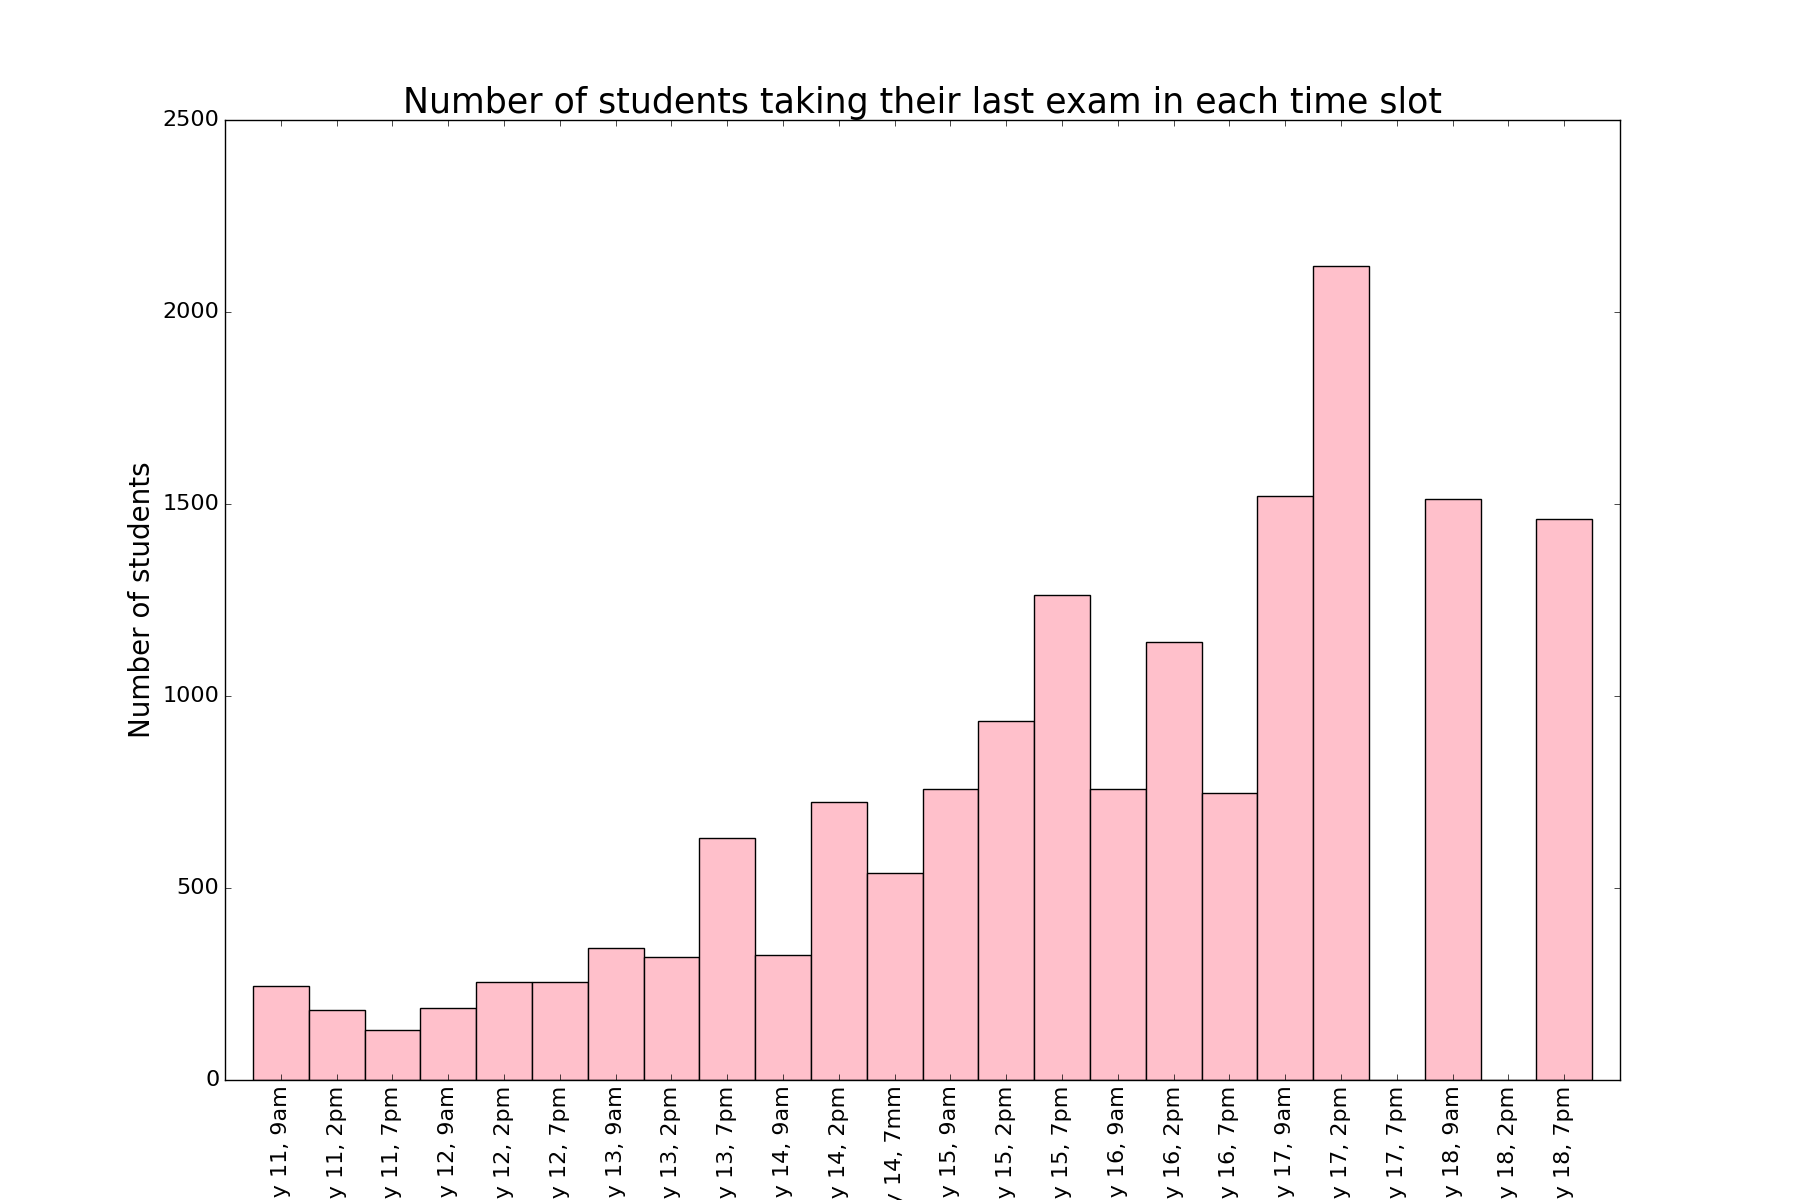 Number of students taking their last exam in each time slot
2500
2000
1500
1000
500
0
Number of students
y 11, 9am
y 11, 2pm
y 11, 7pm
y 12, 9am
y 12, 2pm
y 12, 7pm
y 13, 9am
y 13, 2pm
y 13, 7pm
y 14, 9am
y 14, 2pm
y 14, 7mm
y 15, 9am
y 15, 2pm
y 15, 7pm
y 16, 9am
y 16, 2pm
y 16, 7pm
y 17, 9am
y 17, 2pm
y 17, 7pm
y 18, 9am
y 18, 2pm
y 18, 7pm